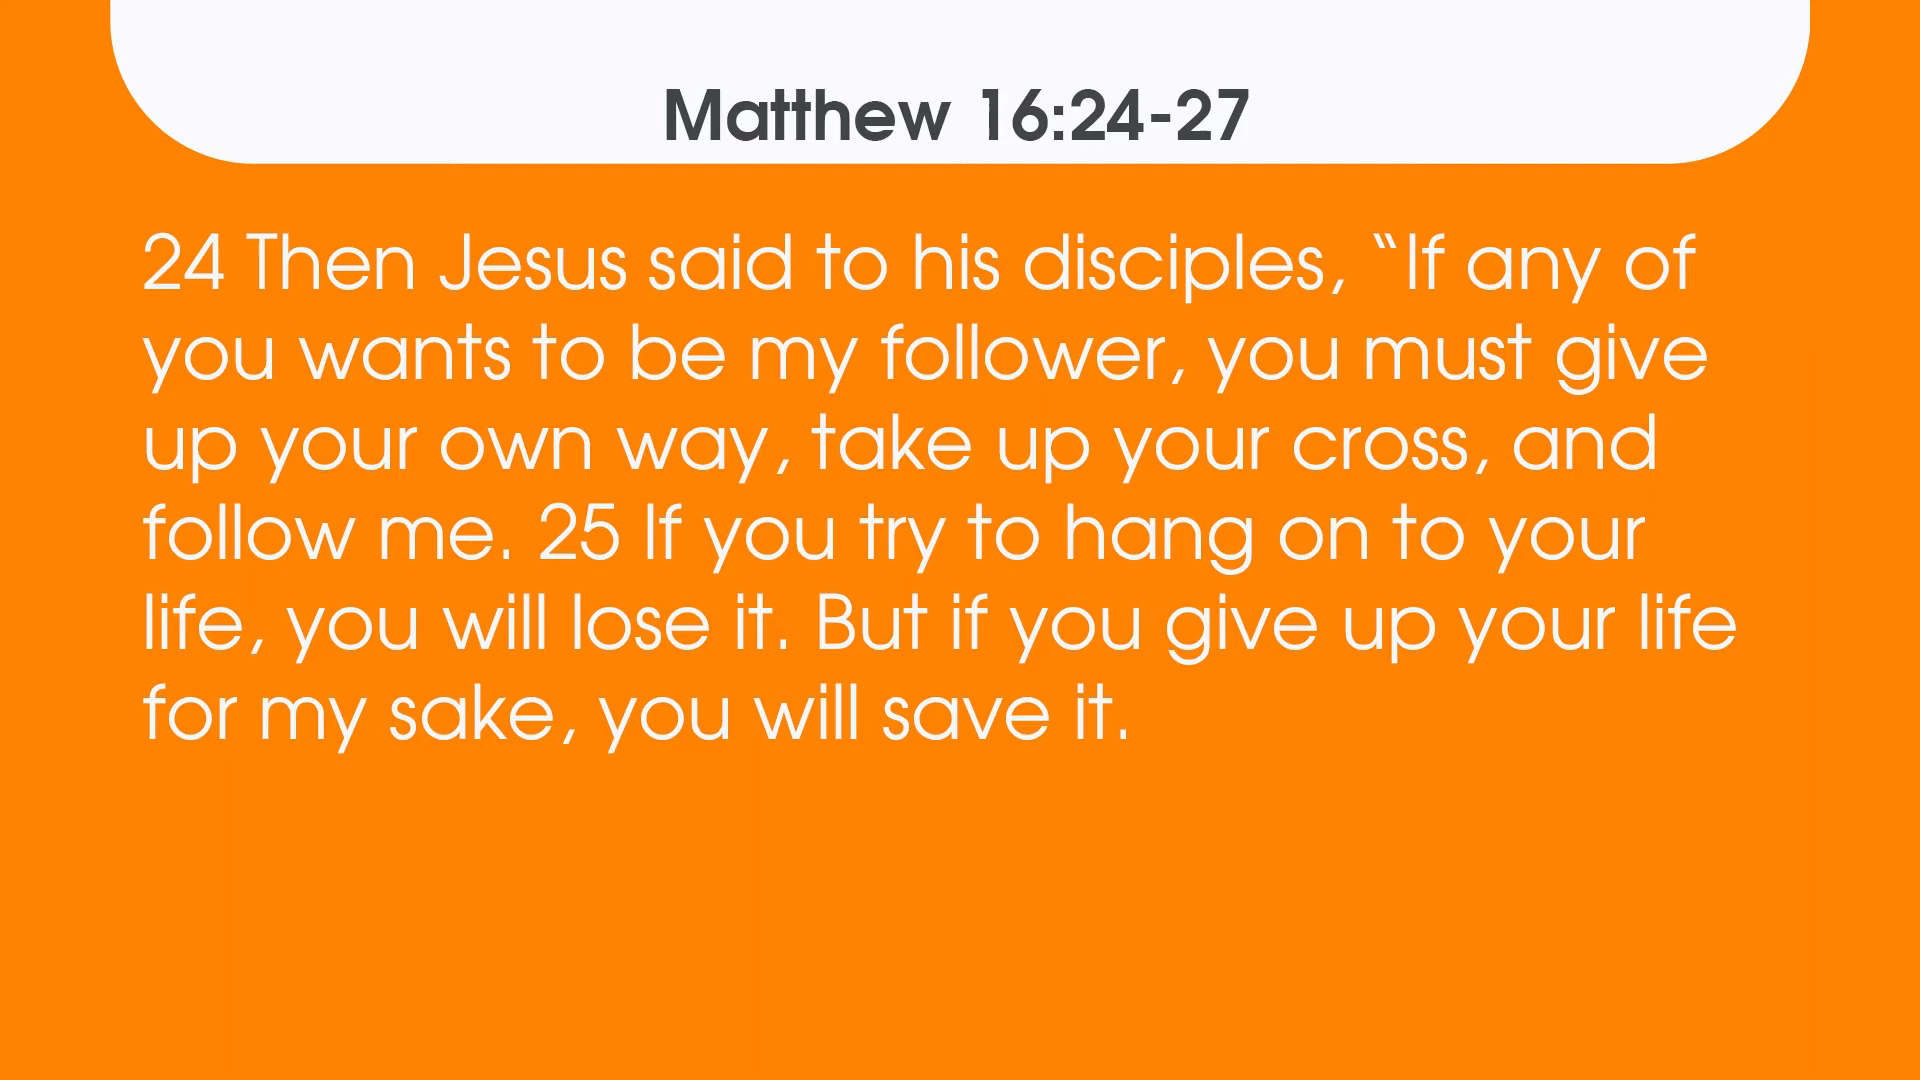 Matthew 16:24-27
24 Then Jesus said to his disciples, “If any of
you wants to be my follower, you must give
up your own way, take up your cross, and
follow me. 25 If you try to hang on to your
life, you will lose it. But if you give up your life
for my sake, you will save it.